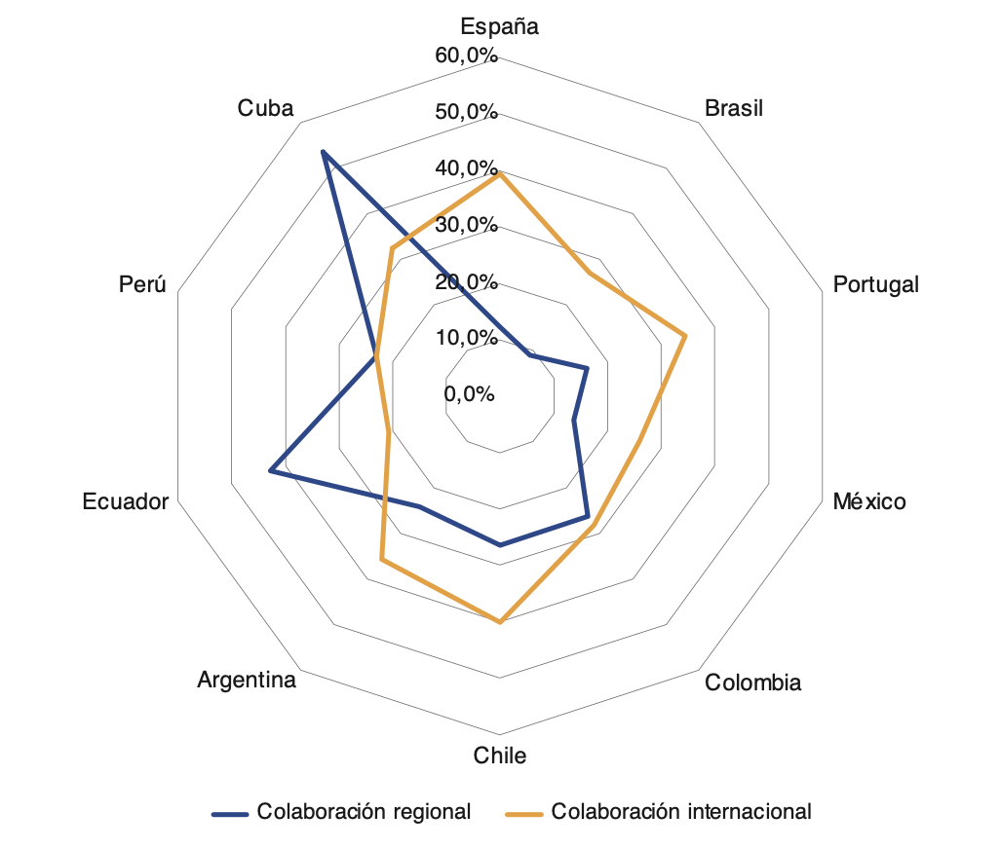 España
60,0%
Cuba
Brasil
50,0%
40,0%
30,0%
Perú
20,0%
Portugal
10,0%
0,0%
Ecuador
México
Argentina
Colombia
Chile
Colaboración regional
Colaboración internacional